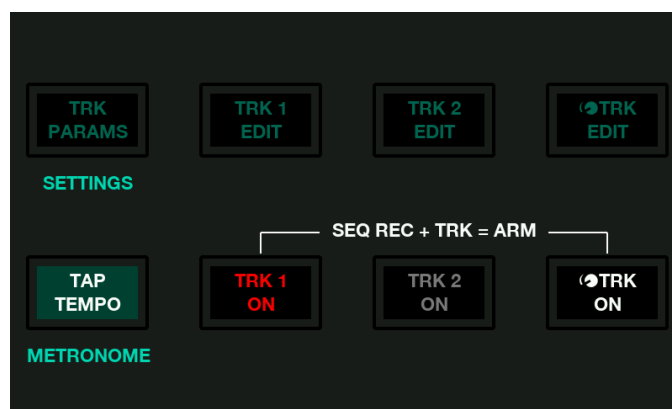 TRK
PARAMS
TRK 1
EDIT
TRK 2
EDIT
TRK
EDIT
SETTINGS
SEQ REC + TRK = ARM
TAP
TEMPO
TRK 1
ON
TRK 2
ON
TRK
ON
METRONOME